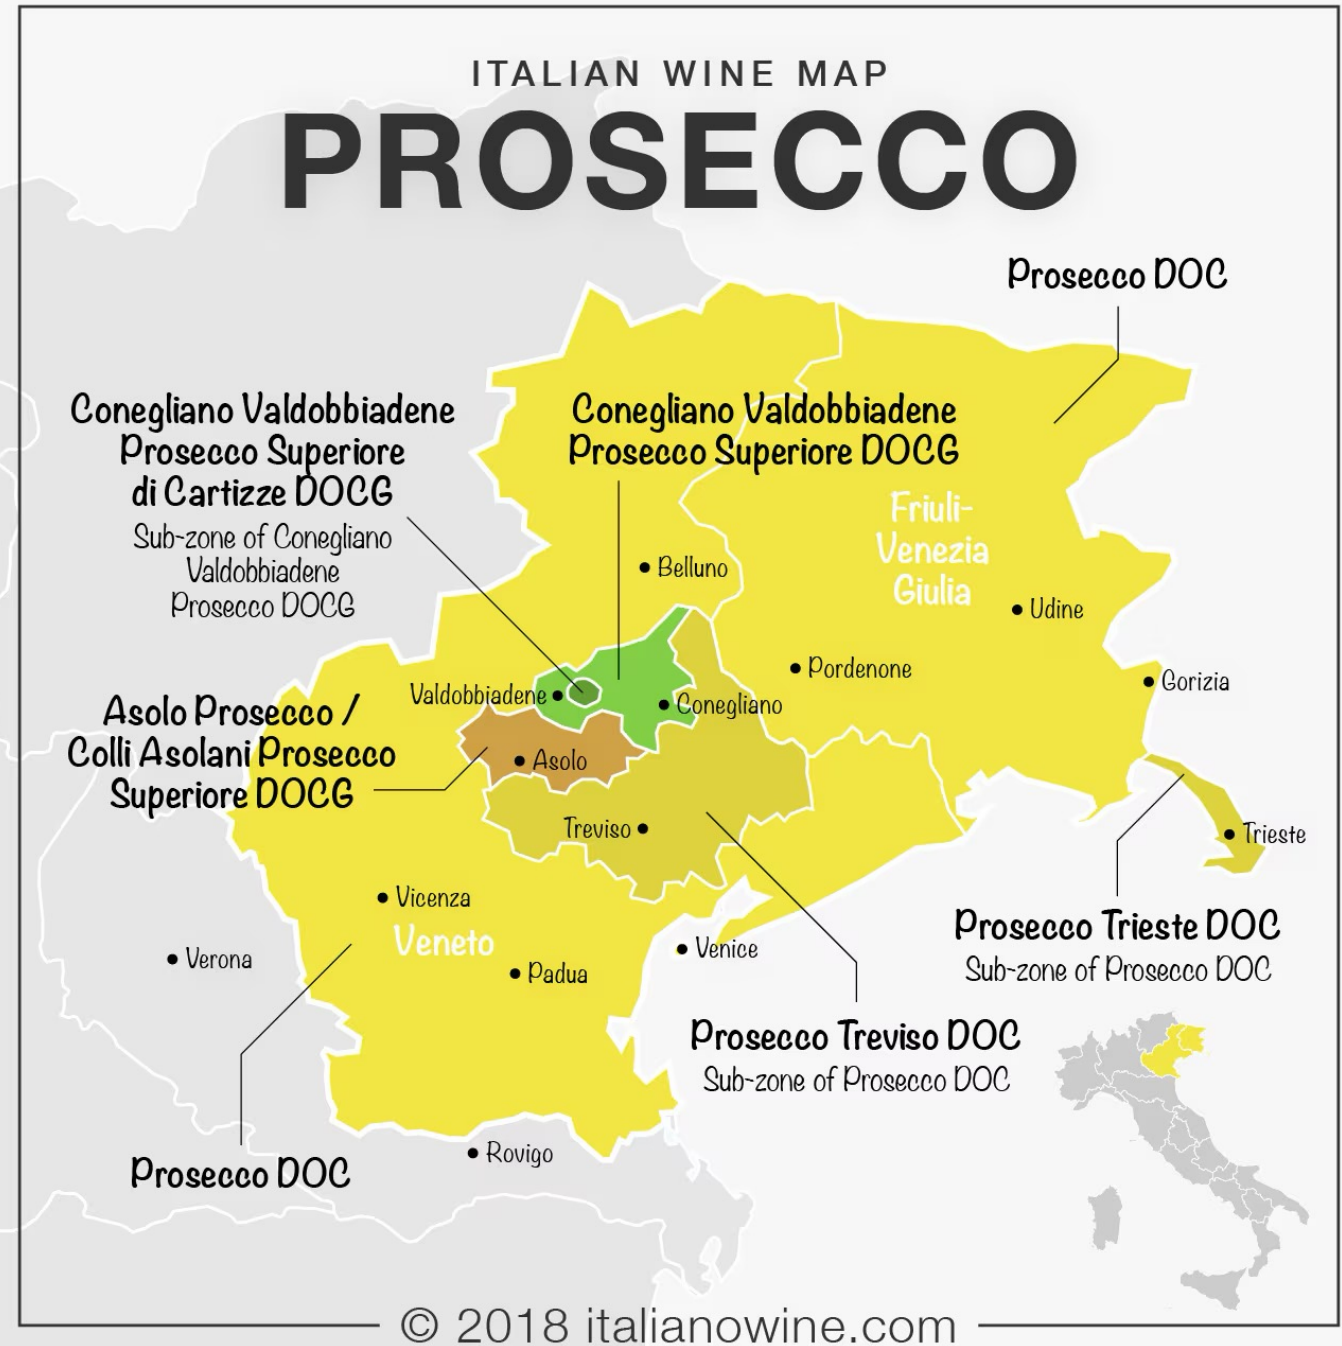 ITALIAN WINE MAP
PROSECCO
Prosecco DOC
Conegliano Valdobbiadene
Prosecco Superiore
di Cartizze DOCG
Sub-zone of Conegliano
Valdobbiadene
Prosecco DOCG
Conegliano Valdobbiadene
Prosecco Superiore DOCG
Friuli-
Venezia
Giulia
Belluno
Udine
Pordenone
Gorizia
Valdobbiadene
Conegliano
Asolo Prosecco /
Colli Asolani Prosecco
Superiore DOCG
Asolo
Treviso
Trieste
Vicenza
Veneto
Verona
Padua
Venice
Prosecco Trieste DOC
Sub-zone of Prosecco DOC
Prosecco Treviso DOC
Sub-zone of Prosecco DOC
Rovigo
Prosecco DOC
© 2018 italianowine.com